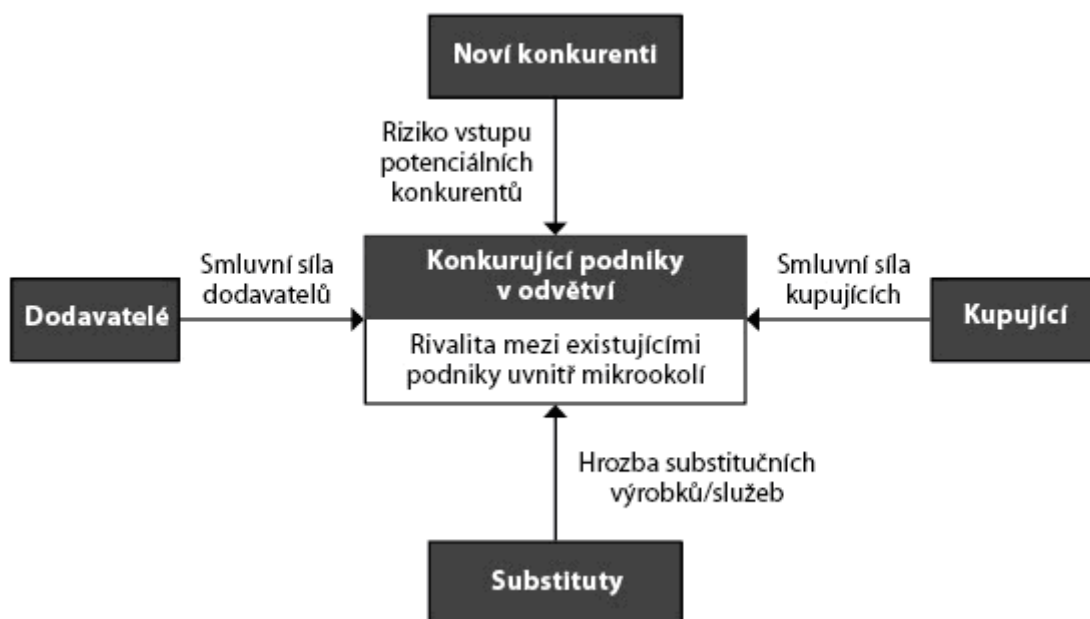 Noví konkurenti
Riziko vstupu
potenciálních
konkurentů
Smluvní síla
dodavatelů
Konkurující podniky
v odvětví
Smluvní síla
kupujících
Dodavatelé
Kupující
Rivalita mezi existujícími
podniky uvnitř mikrookolí
Hrozba substitučních
výrobků/služeb
Substituty